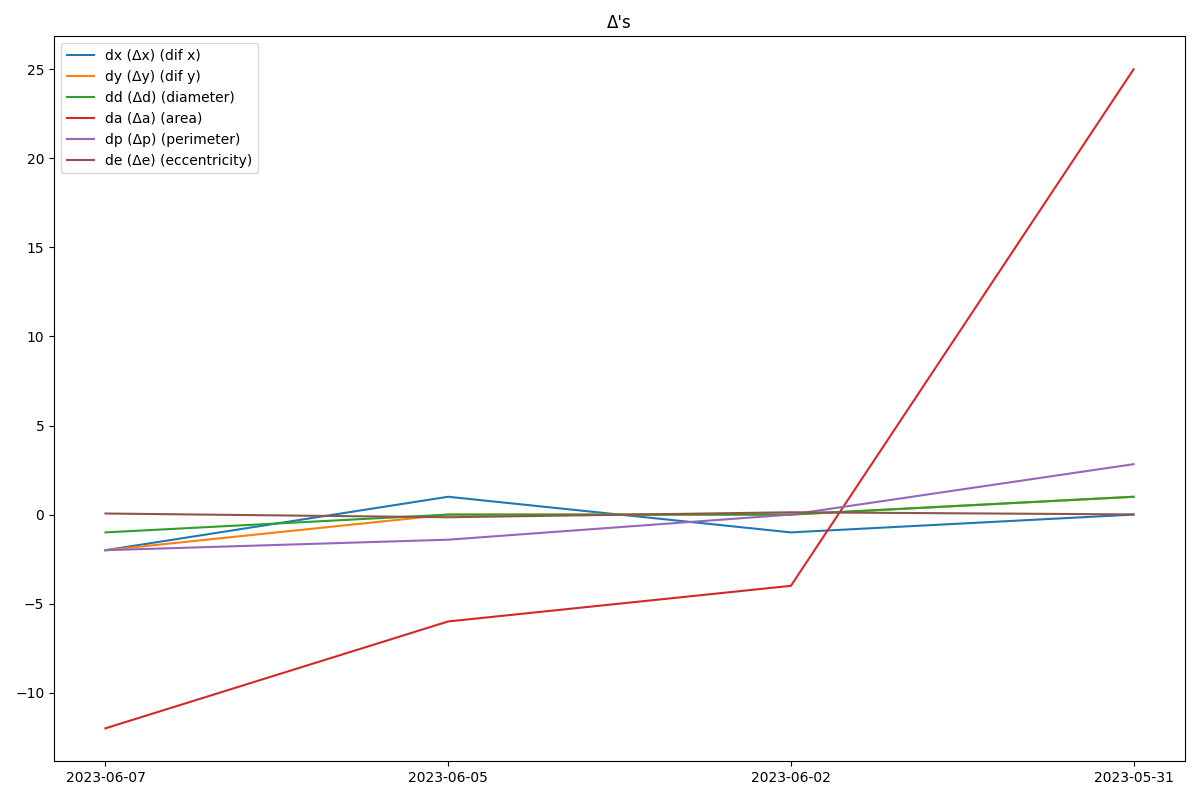 Δ's
dx (Δx) (dif x)
dy (Δy) (dif y)
dd (Δd) (diameter)
da (Δa) (area)
dp (Δp) (perimeter)
de (Δe) (eccentricity)
25
20
15
10
5
0
−5
−10
2023-06-07 2023-06-05 2023-06-02 2023-05-31